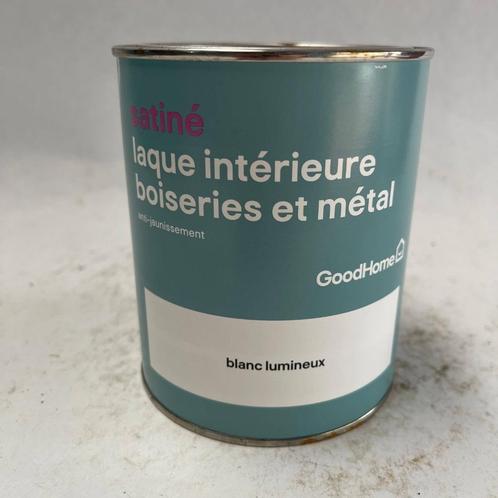 satiné
laque intérieure
boiseries et métal
anti-jaunissement
GoodHome
blanc lumineux